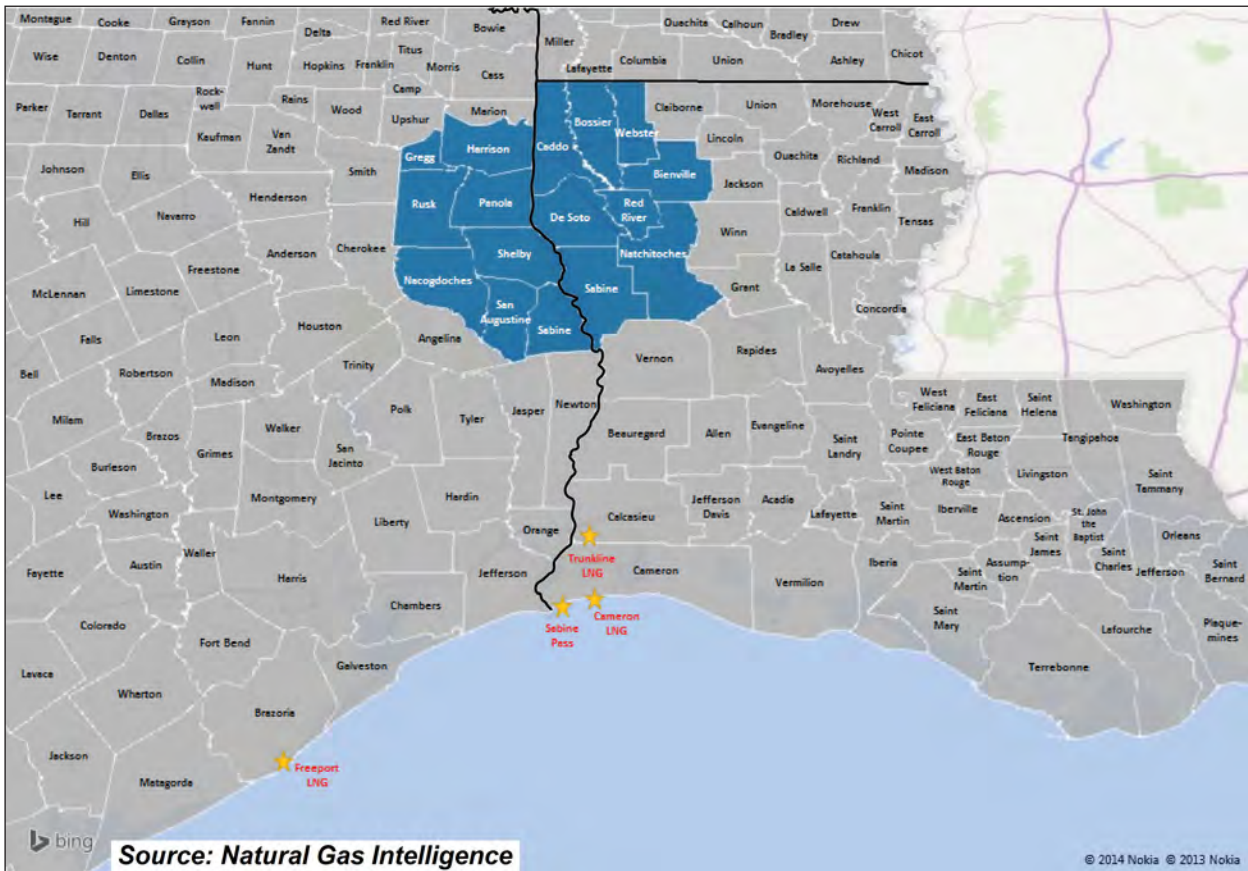 Montague
Cooke
Grayson
Fannin
Delta
Red River
Bowie
Miller
Lafayette
Columbia
Ouachita
Calhoun
Bradley
Union
Drew
Ashley
Chicot
Wise
Denton
Collin
Hunt
Hopkins
Franklin
Titus
Morris
Camp
Cass
Parker
Tarrant
Dallas
Rock-
wall
Kaufman
Rains
Van
Zandt
Wood
Upshur
Marion
Caddo
Bossier
Webster
Claiborne
Union
Morehouse
West
Carroll
East
Carroll
Lincoln
Ouachita
Richland
Madison
Gregg
Harrison
Bienville
Jackson
Johnson
Ellis
Smith
Henderson
Rusk
Panola
De Soto
Red
River
Caldwell
Franklin
Tensas
Hill
Navarro
Anderson
Cherokee
Shelby
Natchitoches
Winn
La Salle
Catahoula
Freestone
McLennan
Limestone
Nacogdoches
San
Augustine
Sabine
Sabine
Grant
Concordia
Falls
Leon
Houston
Angelina
Vernon
Rapides
Avoyelles
Bell
Robertson
Madison
Trinity
Polk
Tyler
Jasper
Newton
Milam
Brazos
Walker
San
Jacinto
Beauregard
Allen
Evangeline
Saint
Landry
Pointe
Coupee
West
Feliciana
East
Feliciana
Saint
Helena
Washington
East Baton
Rouge
Tangipahoa
West Baton
Rouge
Livingston
Saint
Tammany
Burleson
Grimes
Lee
Washington
Montgomery
Liberty
Hardin
Orange
Calcasieu
Jefferson
Davis
Acadia
Lafayette
Saint
Martin
Iberville
Ascension
St. John
the
Baptist
Orleans
Fayette
Austin
Waller
Harris
Jefferson
Trunkline
LNG
Cameron
Vermilion
Iberia
Saint
Martin
Assump-
tion
Saint
James
Saint
Charles
Jefferson
Saint
Bernard
Colorado
Fort Bend
Chambers
Galveston
Sabine
Pass
Cameron
LNG
Saint
Mary
Terrebonne
Lafourche
Plaque-
mines
Lavaca
Wharton
Brazoria
Jackson
Matagorda
Freeport
LNG
bing
Source: Natural Gas Intelligence
© 2014 Nokia © 2013 Nokia